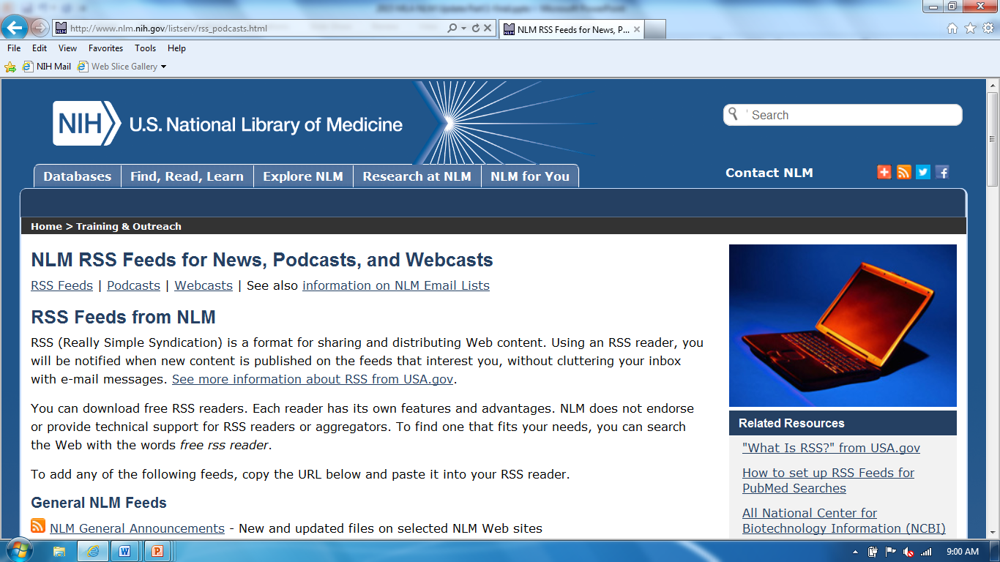 2013 MLA NLM Update Part 1 Final.pptx - Microsoft PowerPoint
http://www.nlm.nih.gov/listserv/rss_podcasts.html
NLM RSS Feeds for News, P...
File Edit View Favorites Tools Help
NIH Mail Web Slice Gallery
NIH U.S. National Library of Medicine
Search
Databases Find, Read, Learn Explore NLM Research at NLM NLM for You
Contact NLM
Home > Training & Outreach
NLM RSS Feeds for News, Podcasts, and Webcasts
RSS Feeds | Podcasts | Webcasts | See also information on NLM Email Lists
RSS Feeds from NLM
RSS (Really Simple Syndication) is a format for sharing and distributing Web content. Using an RSS reader, you
will be notified when new content is published on the feeds that interest you, without cluttering your inbox
with e-mail messages. See more information about RSS from USA.gov.
You can download free RSS readers. Each reader has its own features and advantages. NLM does not endorse
or provide technical support for RSS readers or aggregators. To find one that fits your needs, you can search
the Web with the words free rss reader.
To add any of the following feeds, copy the URL below and paste it into your RSS reader.
General NLM Feeds
NLM General Announcements - New and updated files on selected NLM Web sites
Related Resources
"What Is RSS?" from USA.gov
How to set up RSS Feeds for
PubMed Searches
All National Center for
Biotechnology Information (NCBI)
9:00 AM